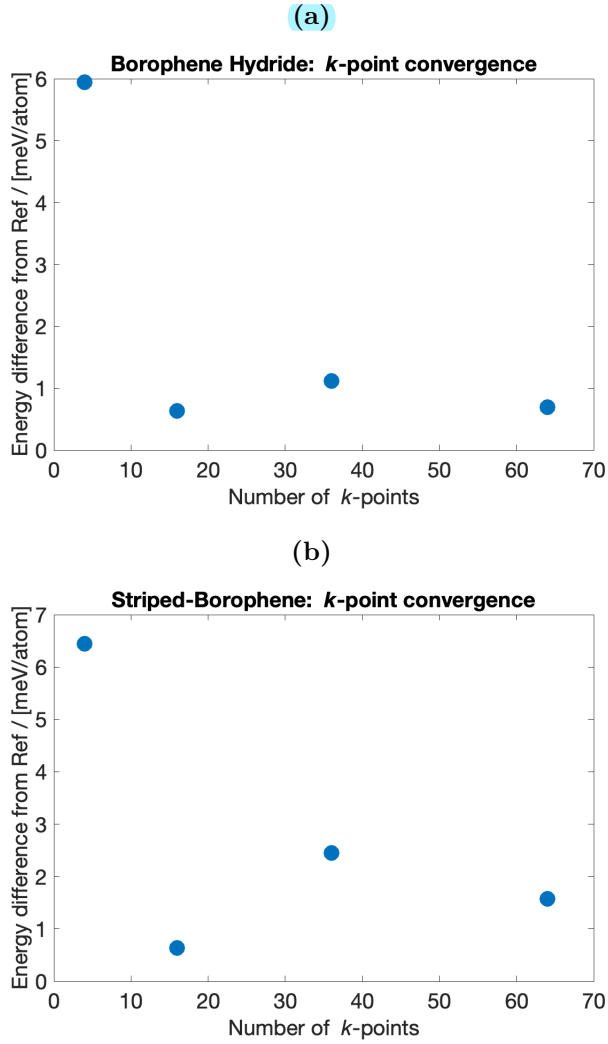 (a)
Borophene Hydride: k-point convergence
Energy difference from Ref / [meV/atom]
6
5
4
3
2
1
0
0 10 20 30 40 50 60 70
Number of k-points
(b)
Striped-Borophene: k-point convergence
Energy difference from Ref / [meV/atom]
7
6
5
4
3
2
1
0
0 10 20 30 40 50 60 70
Number of k-points